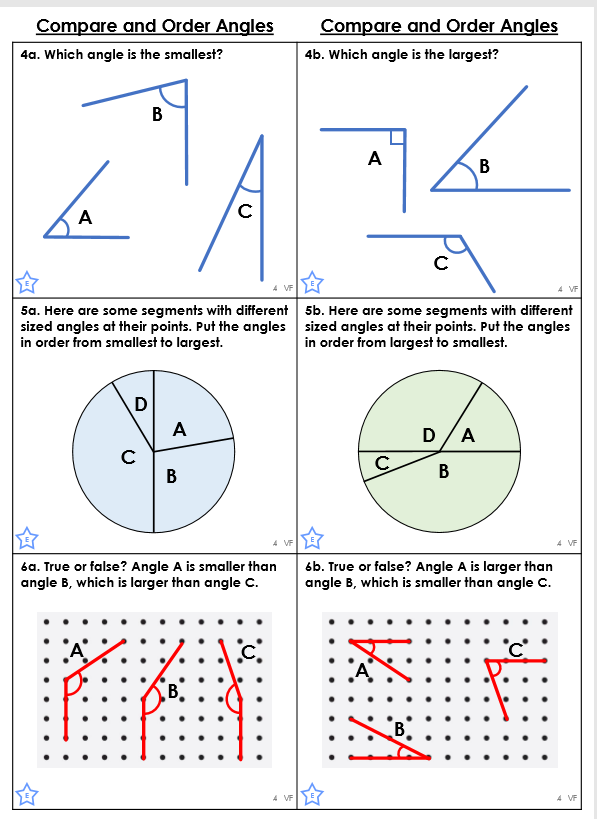 Compare and Order Angles
Compare and Order Angles
4a. Which angle is the smallest?
B
A
C
E
4 VF
4b. Which angle is the largest?
A
B
C
E
4 VF
5a. Here are some segments with different
sized angles at their points. Put the angles
in order from smallest to largest.
D
A
C
B
E
4 VF
5b. Here are some segments with different
sized angles at their points. Put the angles
in order from largest to smallest.
D
A
C
B
E
4 VF
6a. True or false? Angle A is smaller than
angle B, which is larger than angle C.
A
B
C
E
4 VF
6b. True or false? Angle A is larger than
angle B, which is smaller than angle C.
A
C
B
E
4 VF